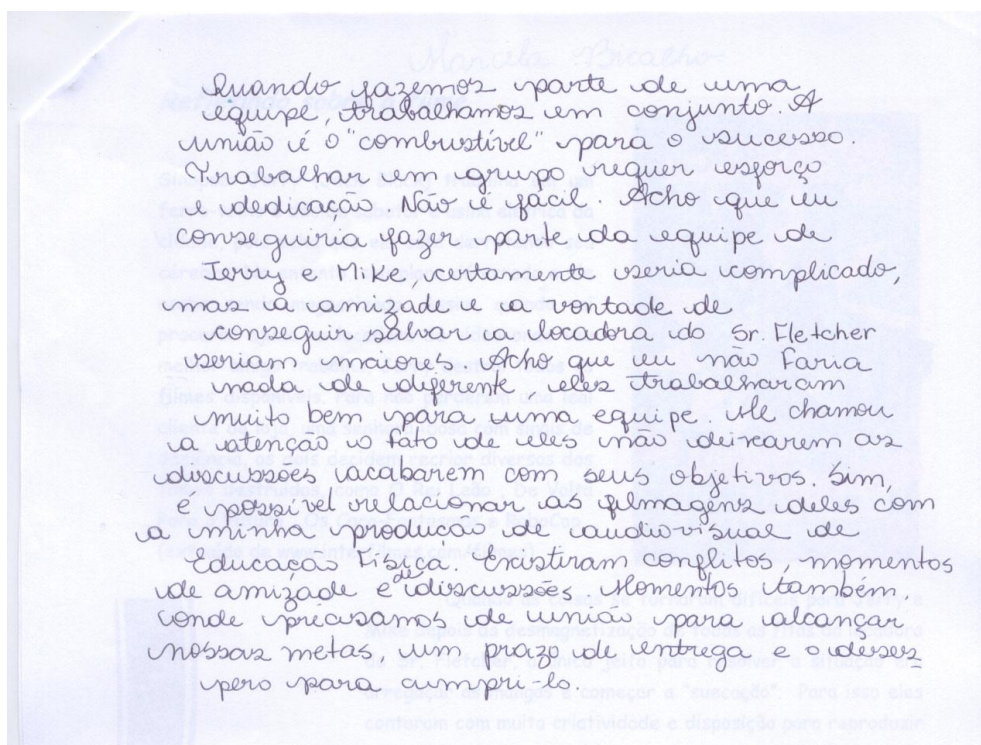 Marcela Bicalho
Quando fazemos parte de uma
equipe, trabalhamos em conjunto. A
união é o "combustível" para o sucesso.
Trabalhar em grupo requer esforço
e dedicação. Não é fácil. Acho que eu
conseguiria fazer parte da equipe de
Jerry e Mike, certamente seria complicado,
mas a amizade e a vontade de
conseguir salvar a locadora do Sr. Fletcher
seriam maiores. Acho que eu não faria
nada de diferente, eles trabalharam
muito bem para uma equipe. Me chamou
a atenção o fato de eles não deixarem as
discussões acabarem com seus objetivos. Sim,
é possível relacionar as filmagens deles com
a minha produção de audiovisual de
Educação Física. Existiram conflitos, momentos
de amizade e de discussões. Momentos também,
onde precisamos de união para alcançar
nossas metas, um prazo de entrega e o deses
pero para cumpri-lo.